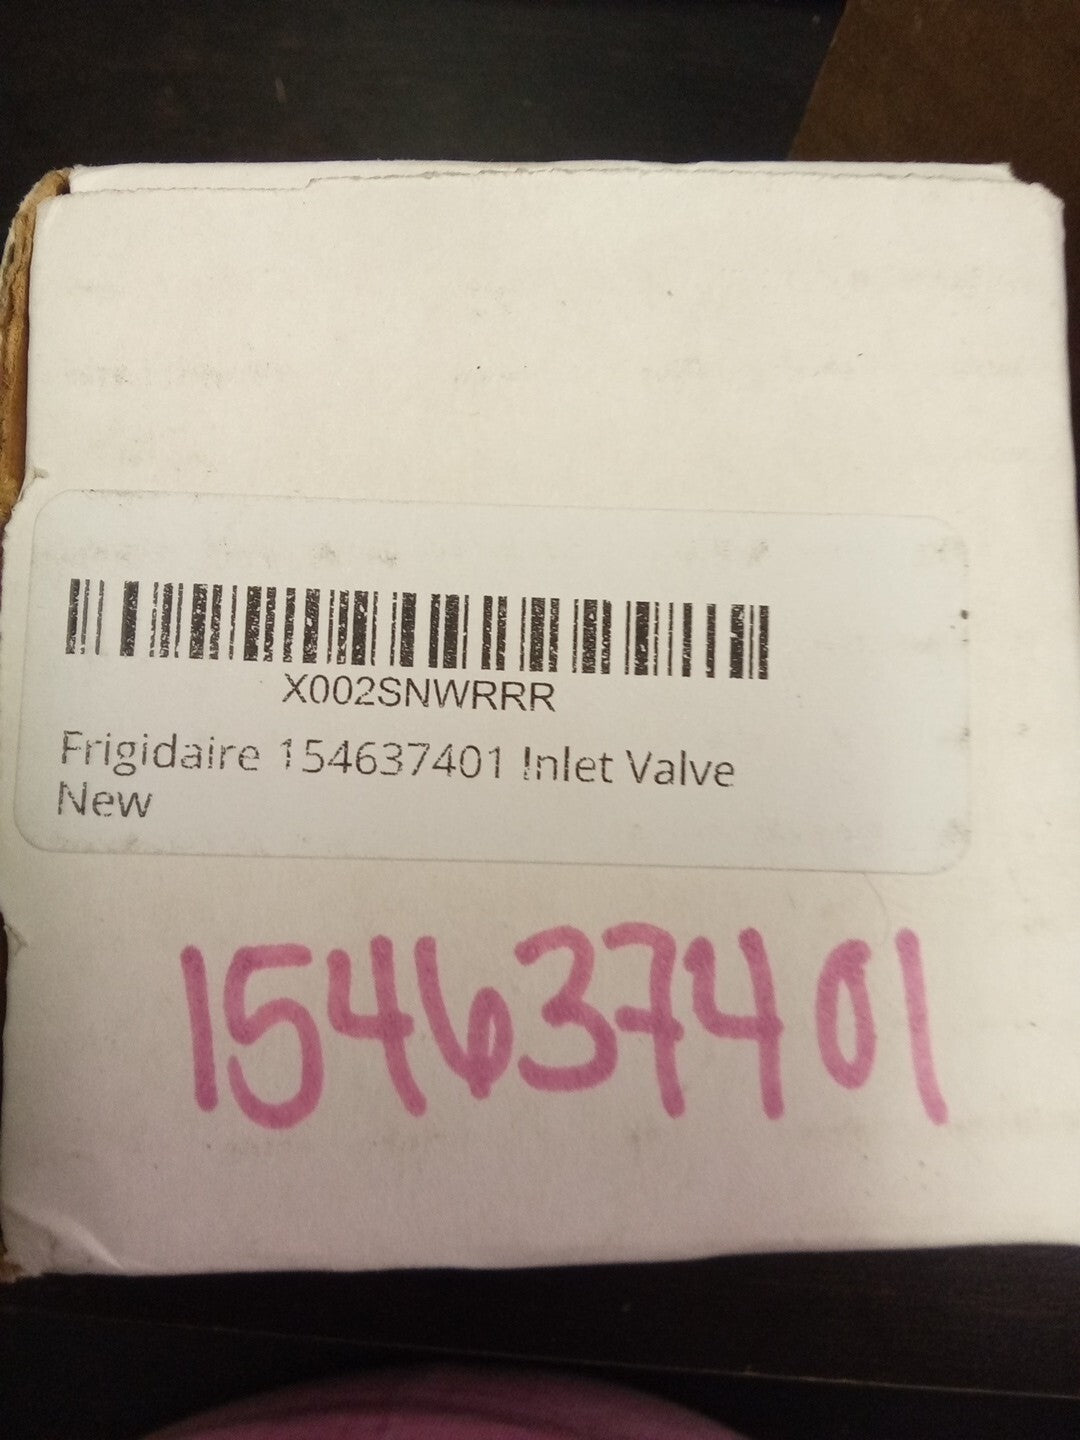 X002SNWRRR
Frigidaire 154637401 Inlet Valve
New
154637401